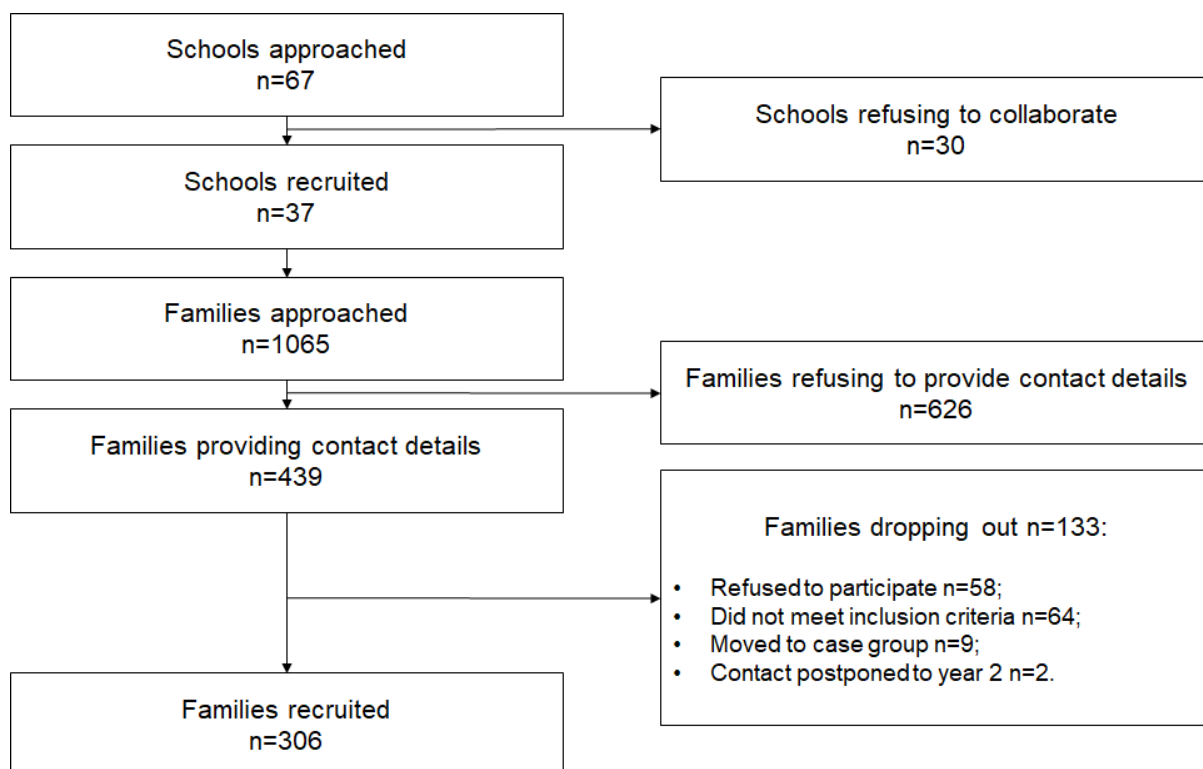 Schools approached
n=67
Schools refusing to collaborate
n=30
Schools recruited
n=37
Families approached
n=1065
Families refusing to provide contact details
n=626
Families providing contact details
n=439
Families dropping out n=133:
• Refused to participate n=58;
• Did not meet inclusion criteria n=64;
• Moved to case group n=9;
• Contact postponed to year 2 n=2.
Families recruited
n=306